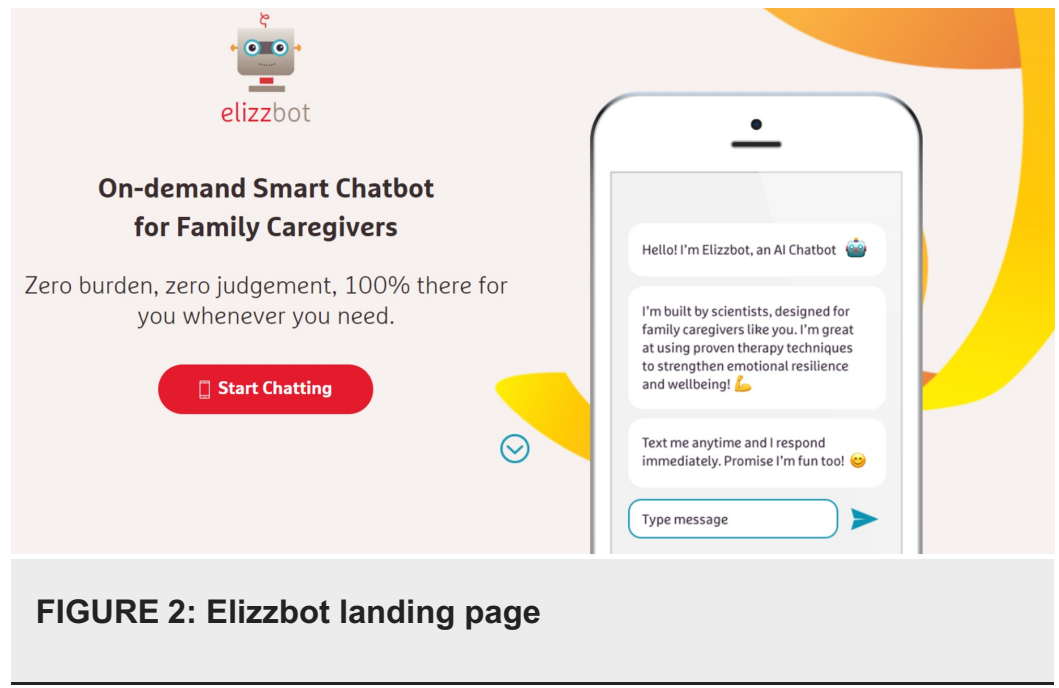 elizzbot
On-demand Smart Chatbot
for Family Caregivers
Zero burden, zero judgement, 100% there for
you whenever you need.
Start Chatting
Hello! I'm Elizzbot, an AI Chatbot 🤖
I'm built by scientists, designed for
family caregivers like you. I'm great
at using proven therapy techniques
to strengthen emotional resilience
and wellbeing! 💪
Text me anytime and I respond
immediately. Promise I'm fun too! 😊
Type message
FIGURE 2: Elizzbot landing page